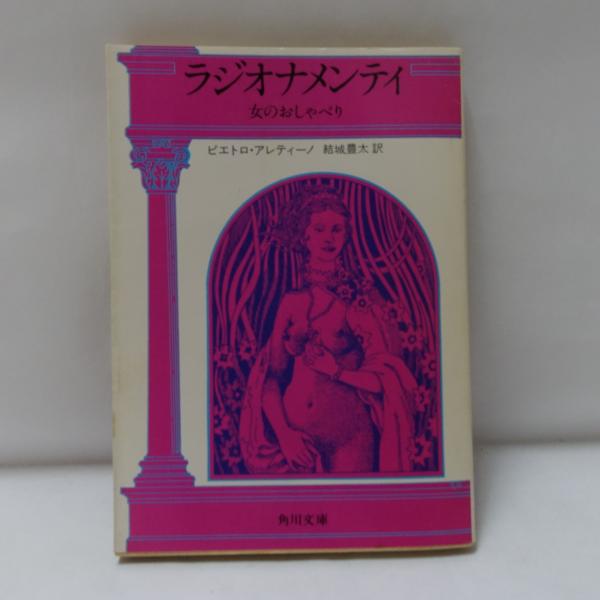 ラジオナメンティ
女のおしゃべり
ピエトロ・アレティーノ 結城豊太 訳
角川文庫